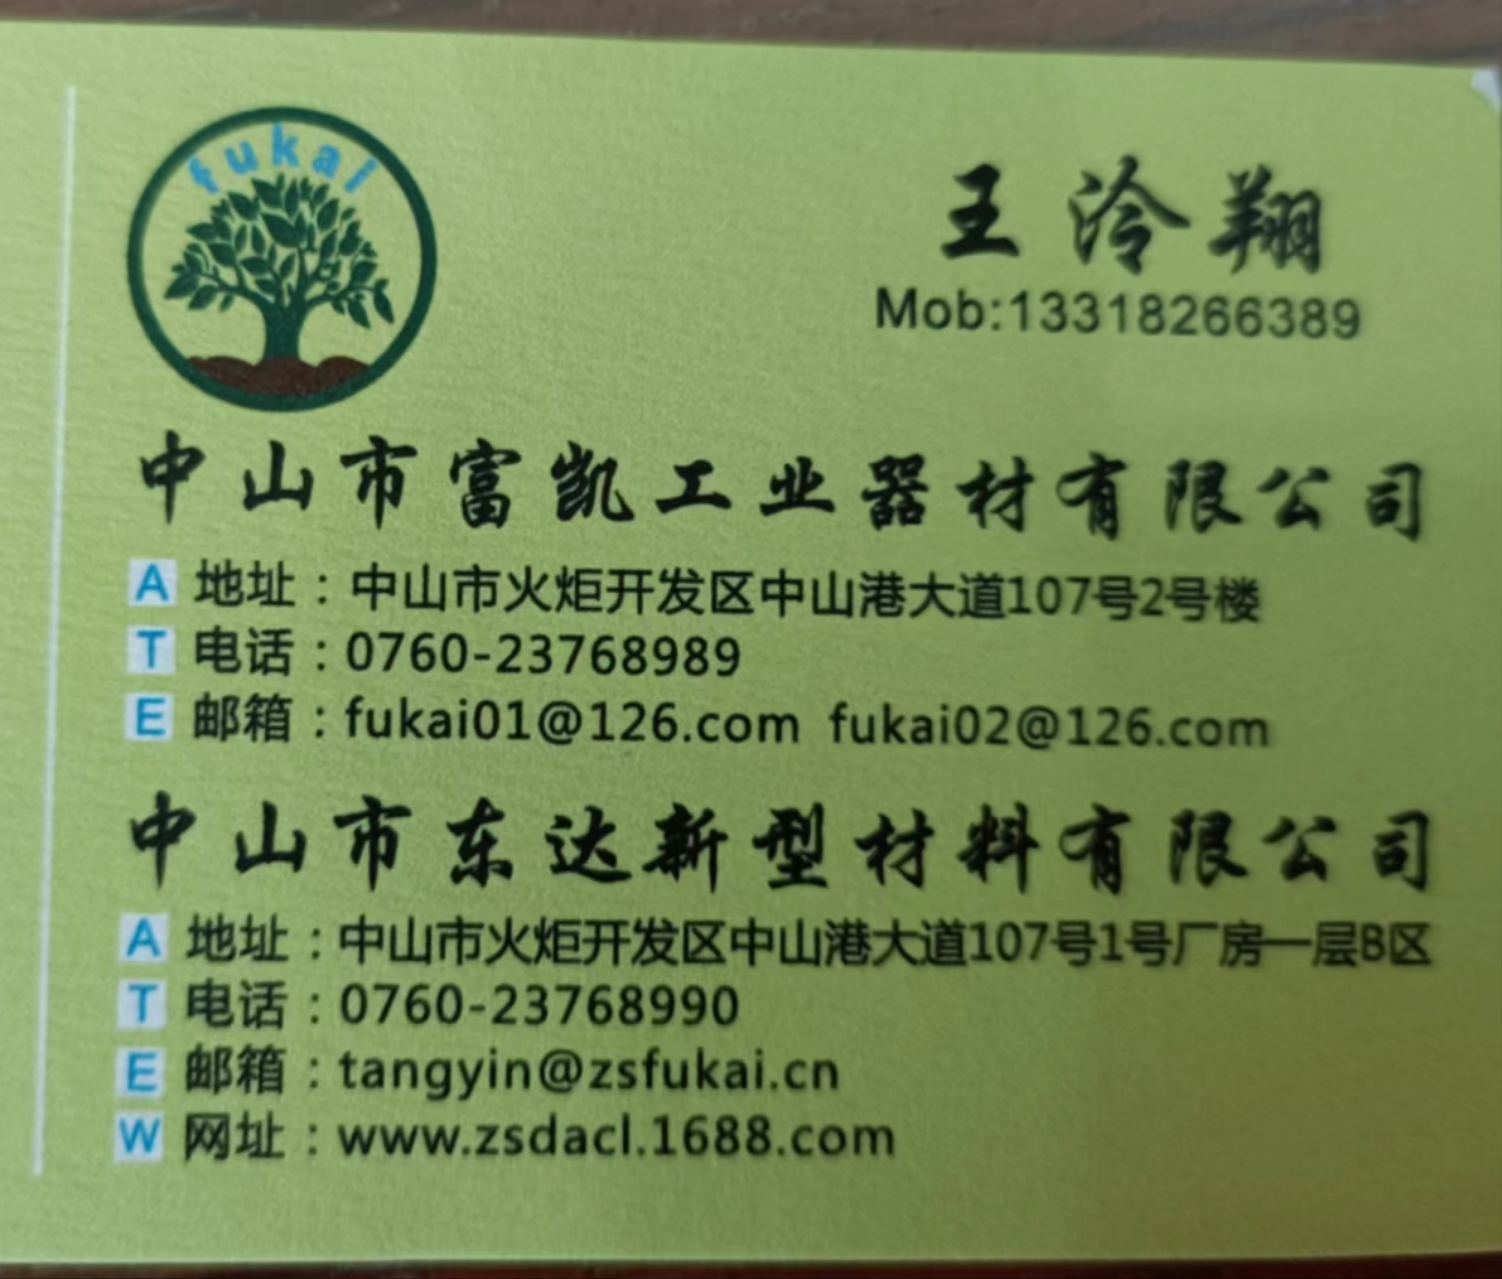 fukai
王泠翔
Mob:13318266389
中山市富凯工业器材有限公司
A 地址：中山市火炬开发区中山港大道107号2号楼
T 电话：0760-23768989
E 邮箱：fukai01@126.com fukai02@126.com
中山市东达新型材料有限公司
A 地址：中山市火炬开发区中山港大道107号1号厂房一层B区
T 电话：0760-23768990
E 邮箱：tangyin@zsfukai.cn
W 网址：www.zsdacl.1688.com